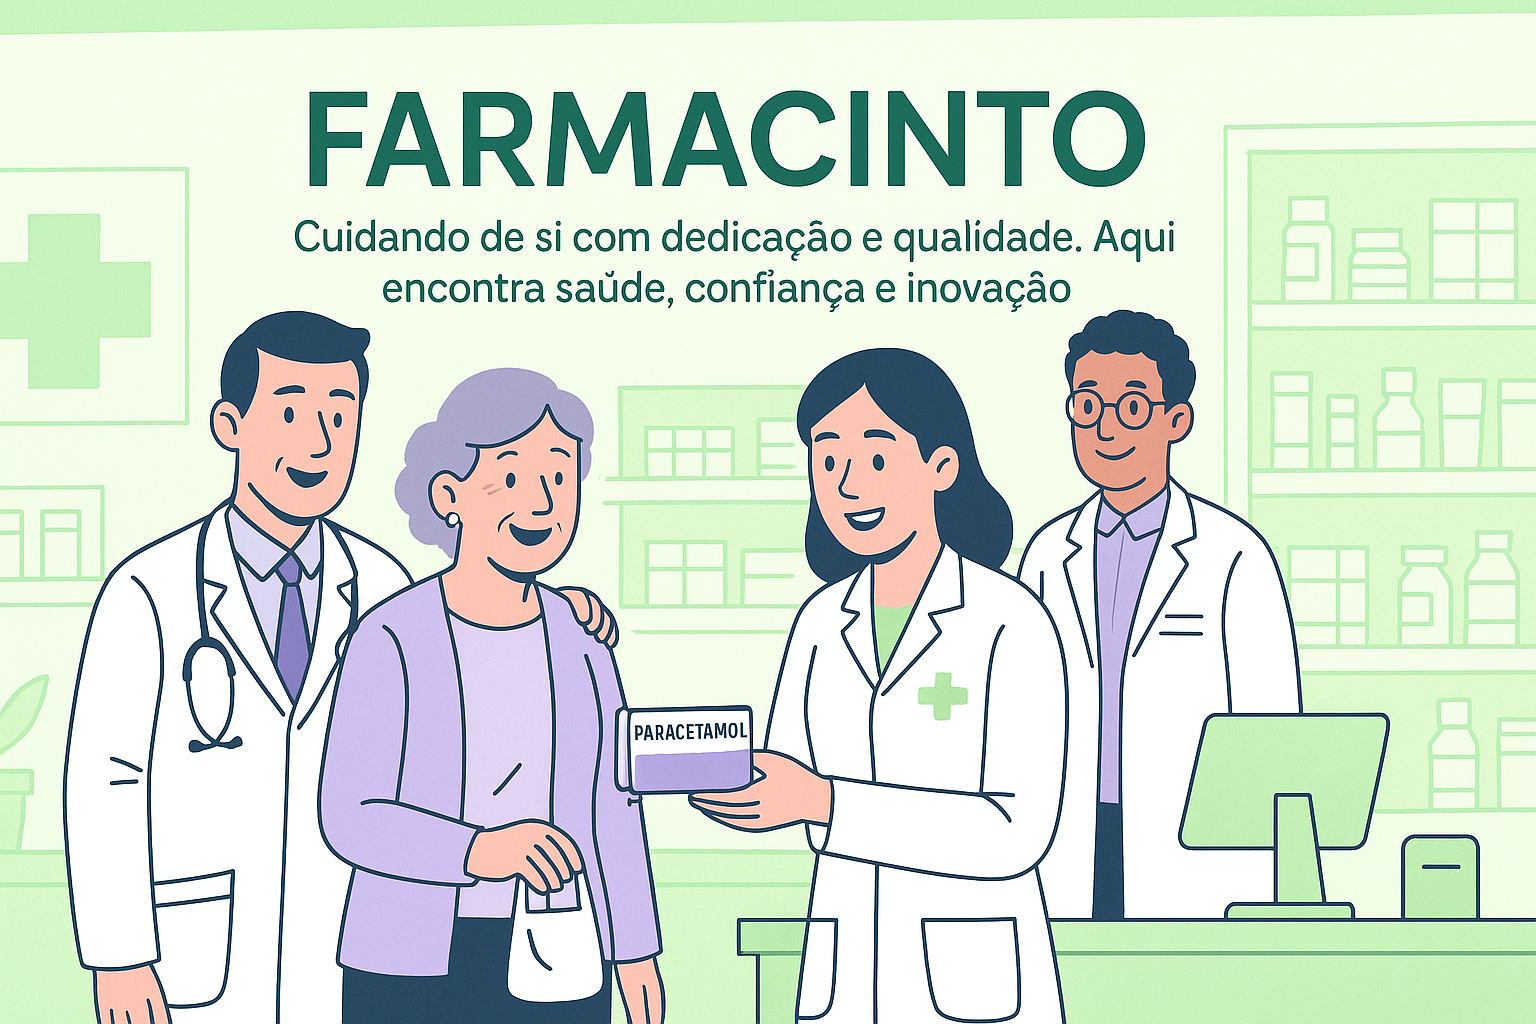 FARMACINTO
Cuidando de si com dedicação e qualidade. Aqui
encontra saúde, confiança e inovação
PARACETAMOL